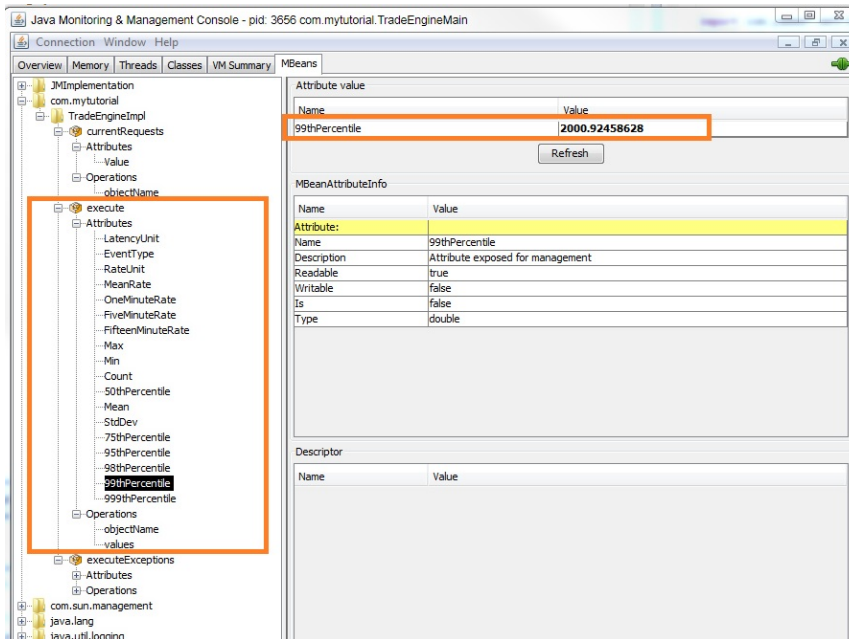 Java Monitoring & Management Console - pid: 3656 com.mytutorial.TradeEngineMain
Connection Window Help
Overview Memory Threads Classes VM Summary MBeans
JMImplementation
com.mytutorial
TradeEngineImpl
currentRequests
Attributes
Value
Operations
objectName
execute
Attributes
LatencyUnit
EventType
RateUnit
MeanRate
OneMinuteRate
FiveMinuteRate
FifteenMinuteRate
Max
Min
Count
50thPercentile
Mean
StdDev
75thPercentile
95thPercentile
98thPercentile
99thPercentile
999thPercentile
Operations
objectName
values
executeExceptions
Attributes
Operations
com.sun.management
java.lang
java.util.logging
Attribute value
Name Value
99thPercentile 2000.92458628
Refresh
MBeanAttributeInfo
Name Value
Attribute:
Name 99thPercentile
Description Attribute exposed for management
Readable true
Writable false
Is false
Type double
Descriptor
Name Value